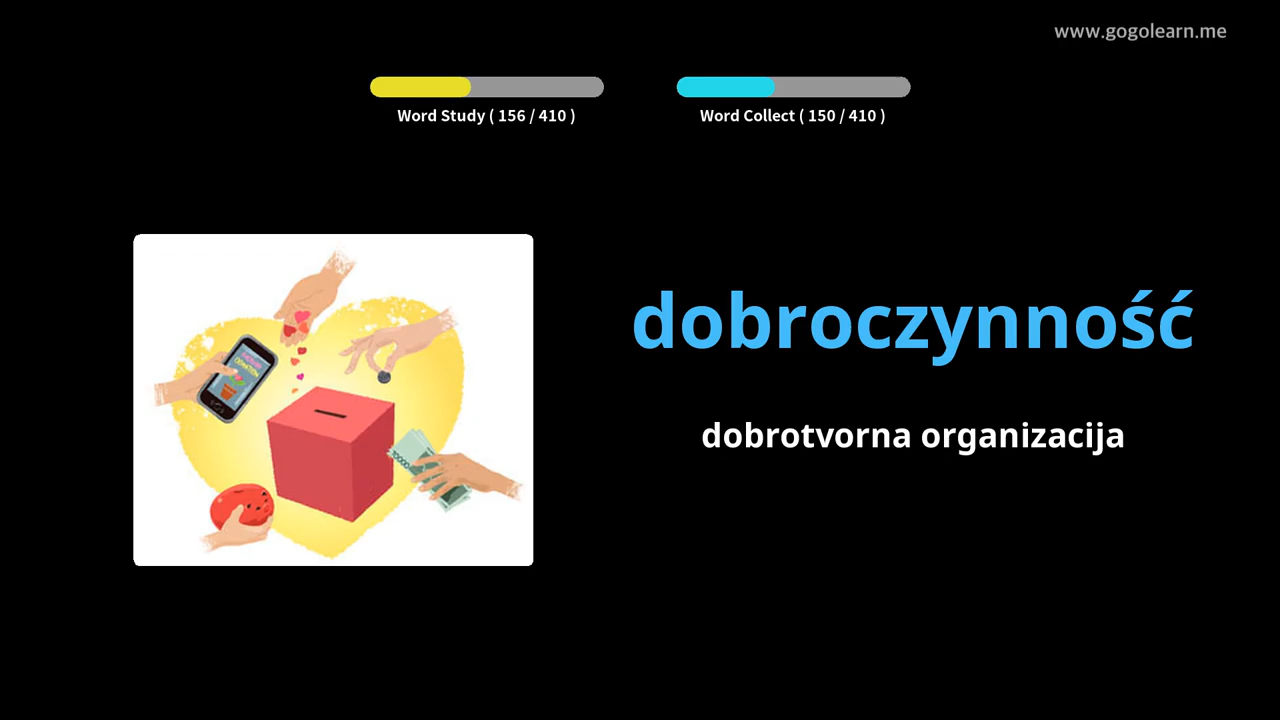 www.gogolearn.me
Word Study ( 156 / 410 )
Word Collect ( 150 / 410 )
dobroczynność
dobrotvorna organizacija